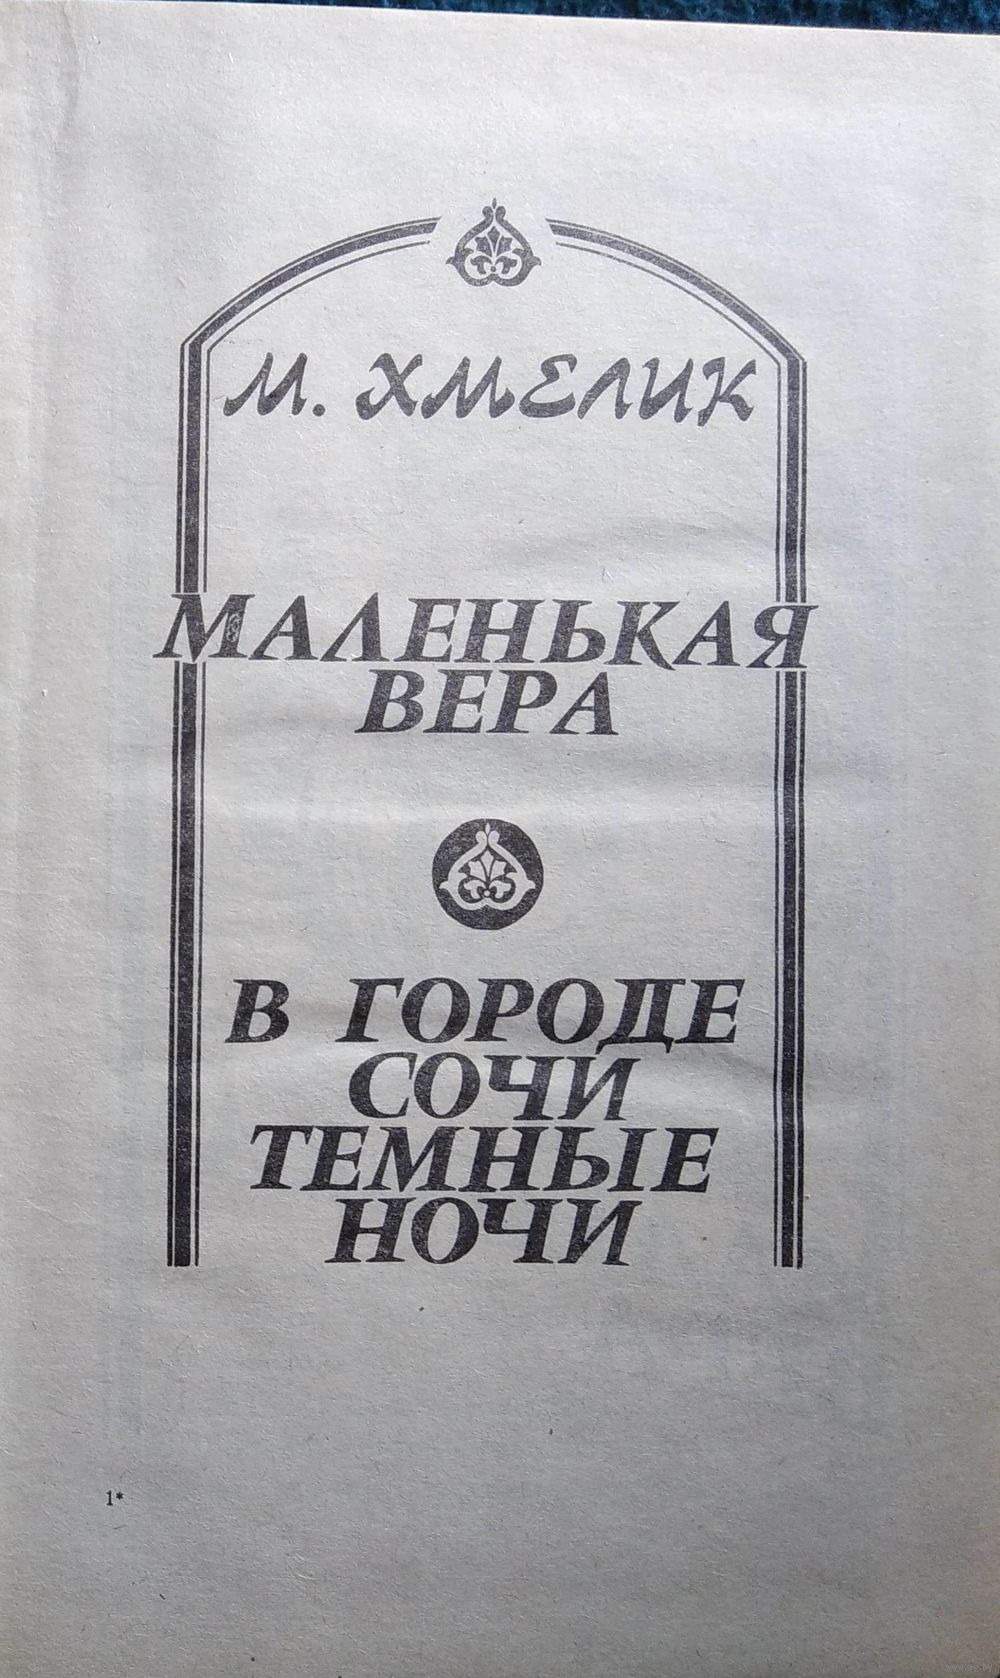 М. ХМЕЛИК
МАЛЕНЬКАЯ
ВЕРА
В ГОРОДЕ
СОЧИ
ТЕМНЫЕ
НОЧИ
1*